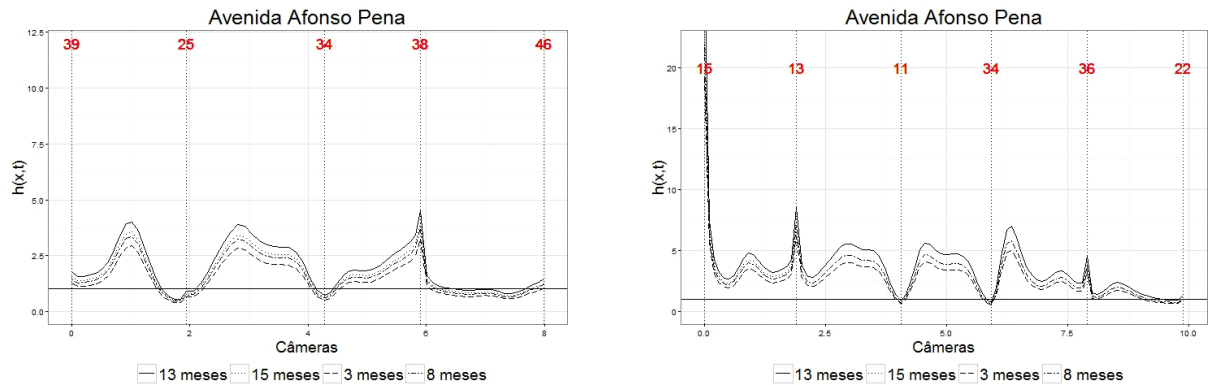 Avenida Afonso Pena
12.5
39 25 34 38 46
10.0
7.5
h(x,t)
5.0
2.5
0.0
0 2 4 6 8
Câmeras
13 meses 15 meses 3 meses 8 meses
Avenida Afonso Pena
20
15 13 11 34 36 22
15
h(x,t)
10
5
0
0.0 2.5 5.0 7.5 10.0
Câmeras
13 meses 15 meses 3 meses 8 meses